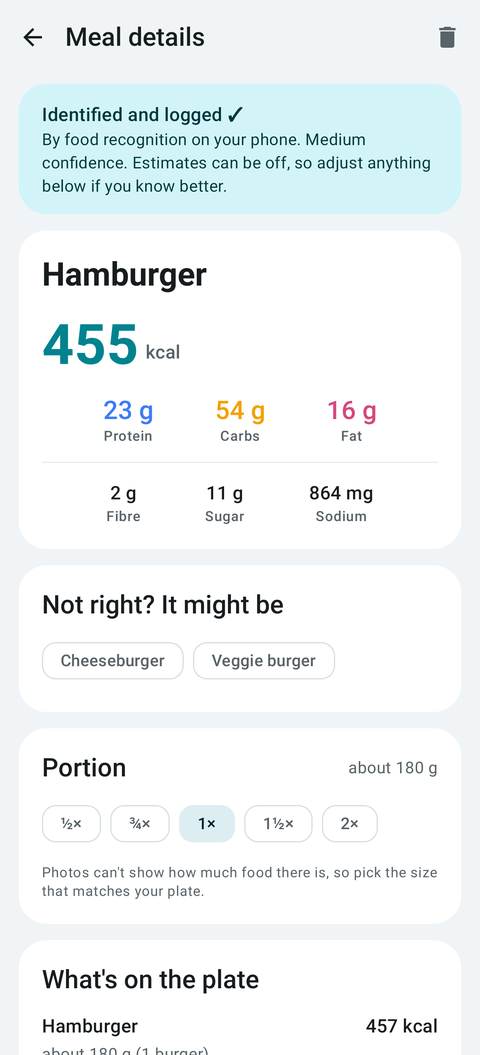 Meal details
Identified and logged ✓
By food recognition on your phone. Medium
confidence. Estimates can be off, so adjust anything
below if you know better.
Hamburger
455 kcal
23 g 54 g 16 g
Protein Carbs Fat
2 g 11 g 864 mg
Fibre Sugar Sodium
Not right? It might be
Cheeseburger Veggie burger
Portion about 180 g
½× ¾× 1× 1½× 2×
Photos can't show how much food there is, so pick the size
that matches your plate.
What's on the plate
Hamburger 457 kcal
about 180 g (1 burger)